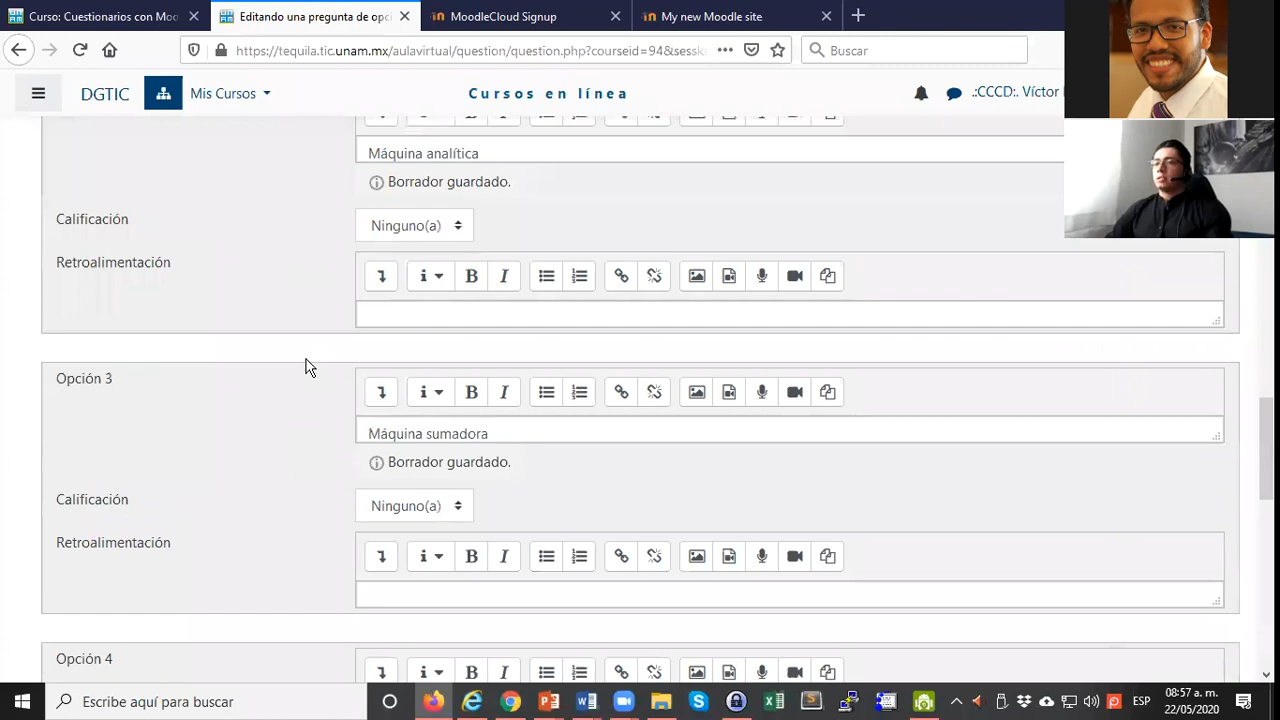 Curso: Cuestionarios con Moo
Editando una pregunta de opci
MoodleCloud Signup
My new Moodle site
https://tequila.tic.unam.mx/aulavirtual/question/question.php?courseid=94&sessk
Buscar
DGTIC
Mis Cursos
Cursos en línea
.:CCCD:. Víctor
Máquina analítica
Borrador guardado.
Calificación
Ninguno(a)
Retroalimentación
B I
Opción 3
B I
Máquina sumadora
Borrador guardado.
Calificación
Ninguno(a)
Retroalimentación
B I
Opción 4
B I
Escribe aquí para buscar
ESP
08:57 a. m.
22/05/2020